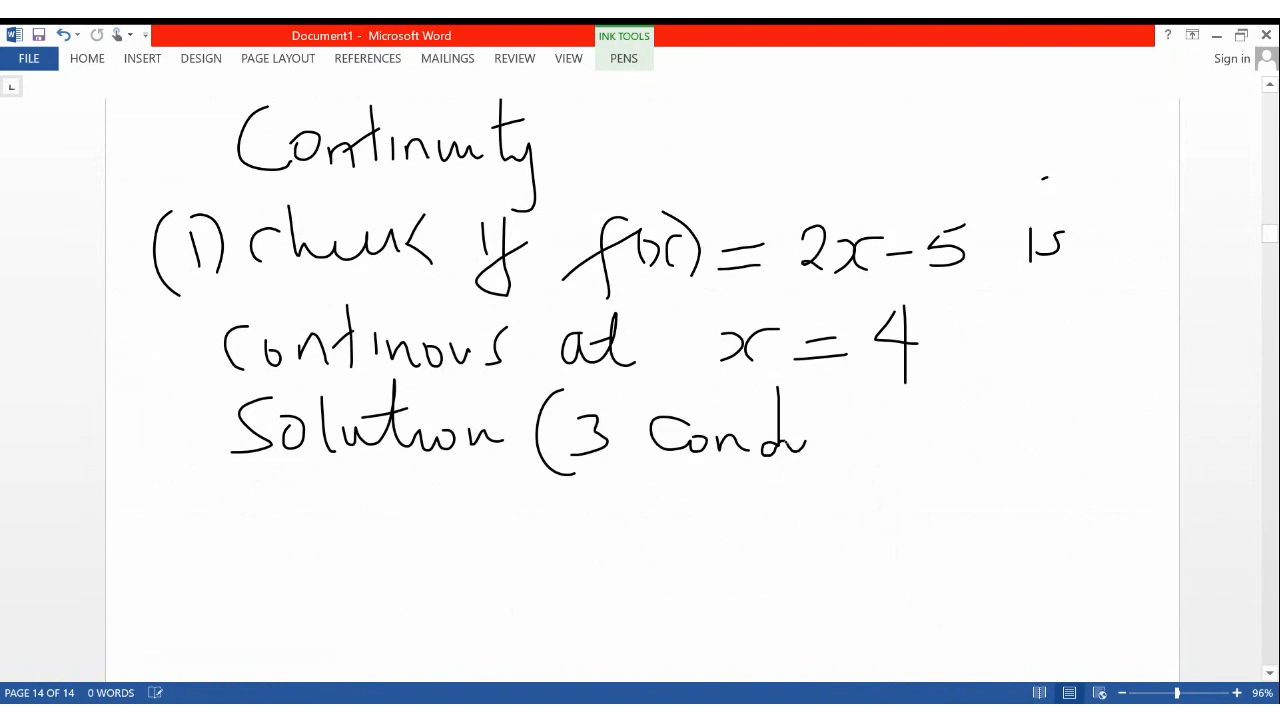 Document1 - Microsoft Word
INK TOOLS
?
FILE HOME INSERT DESIGN PAGE LAYOUT REFERENCES MAILINGS REVIEW VIEW PENS Sign in
Continuity
(1) check if f(x) = 2x - 5 is
continous at x = 4
Solution (3 cond
PAGE 14 OF 14 0 WORDS 96%